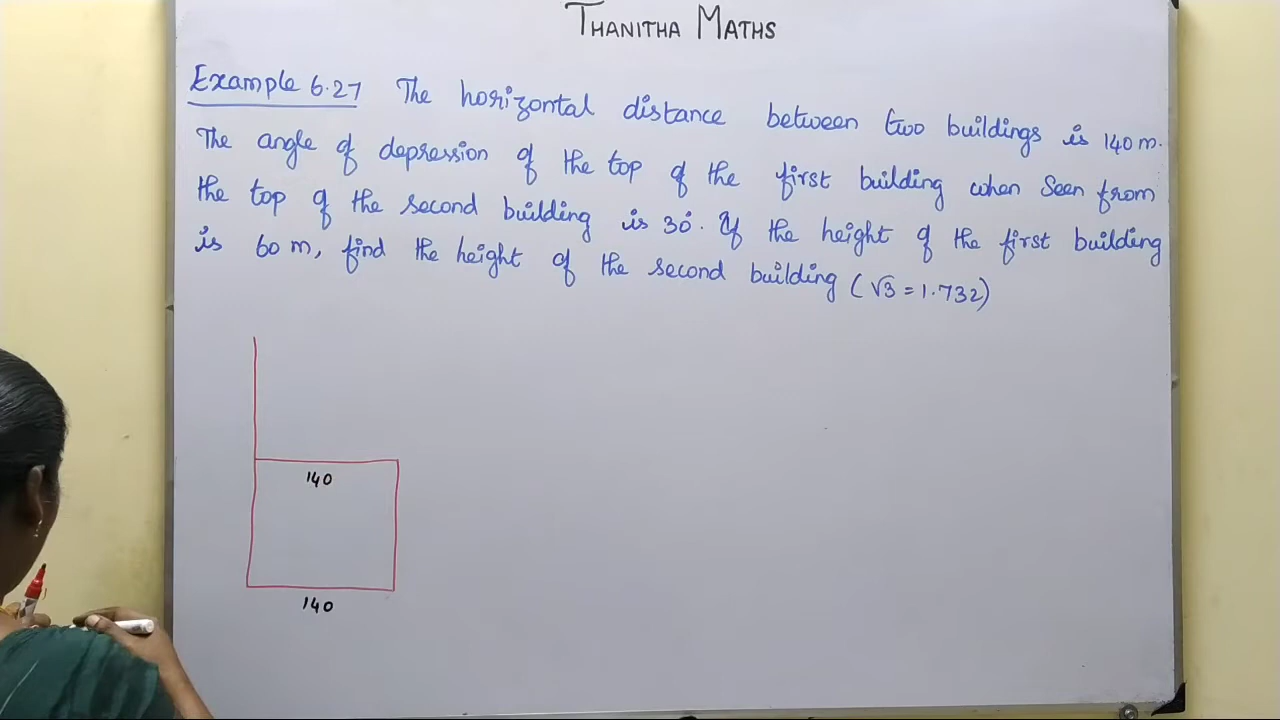 THANITHA MATHS
Example 6.27 The horizontal distance between two buildings is 140 m.
The angle of depression of the top of the first building when seen from
the top of the second building is 30°. If the height of the first building
is 60 m, find the height of the second building (√3 = 1.732)
140
140